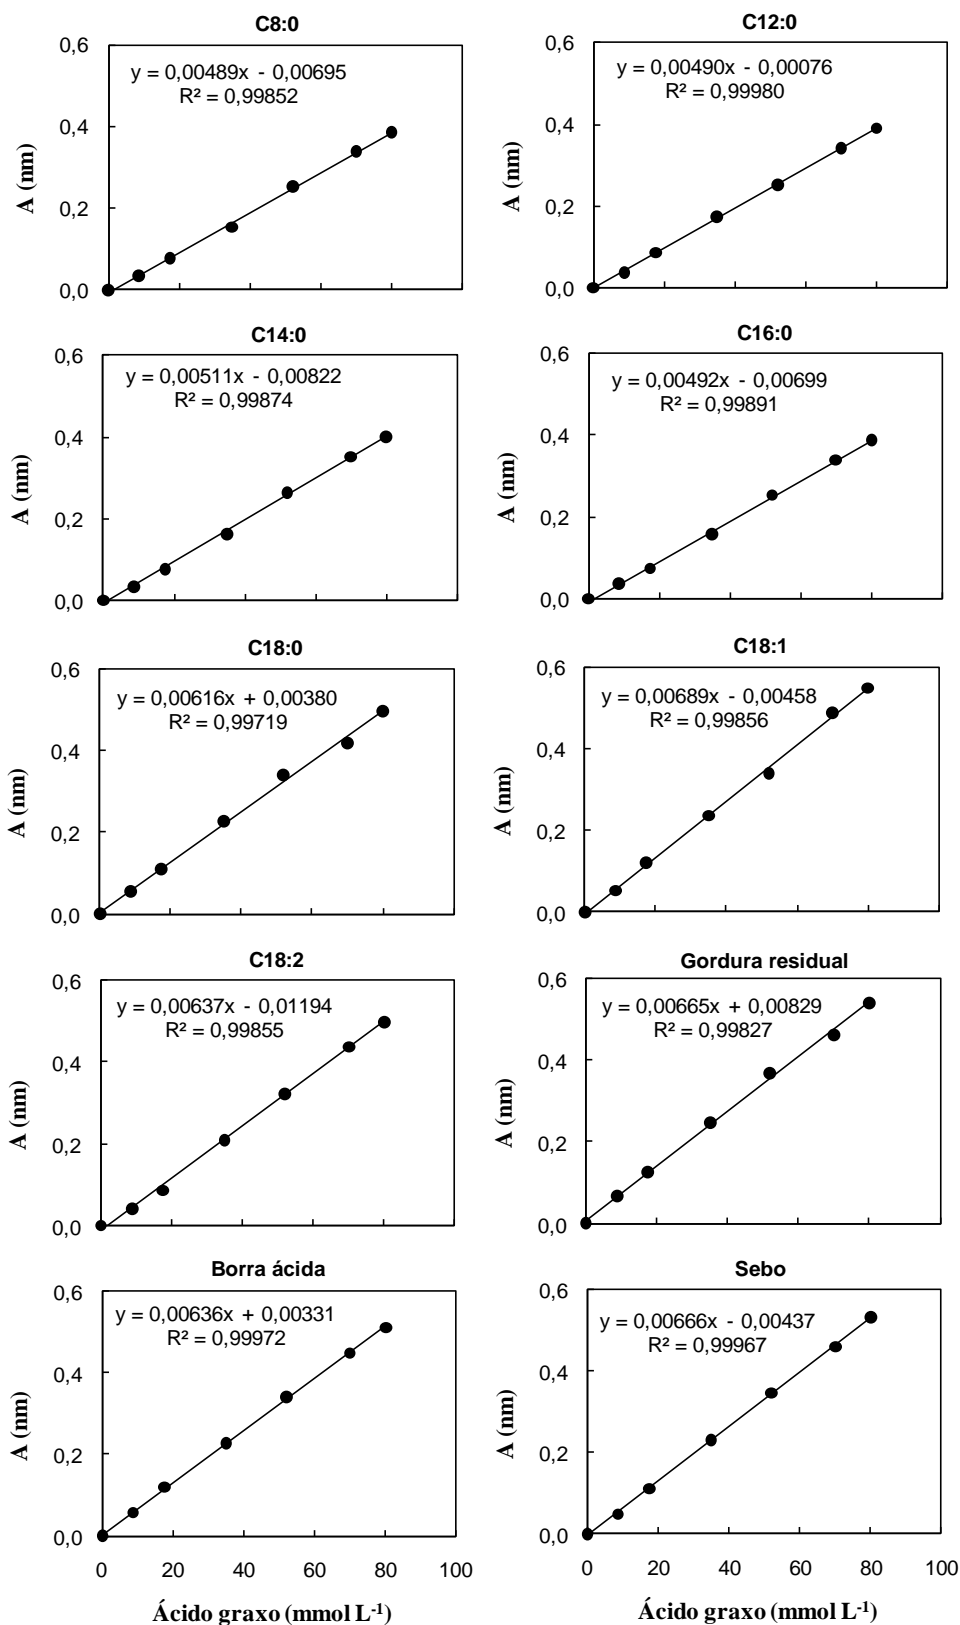 C8:0
y = 0,00489x - 0,00695
R² = 0,99852
0,6
0,4
0,2
0,0
A (nm)
C12:0
y = 0,00490x - 0,00076
R² = 0,99980
0,6
0,4
0,2
0,0
A (nm)
C14:0
y = 0,00511x - 0,00822
R² = 0,99874
0,6
0,4
0,2
0,0
A (nm)
C16:0
y = 0,00492x - 0,00699
R² = 0,99891
0,6
0,4
0,2
0,0
A (nm)
C18:0
y = 0,00616x + 0,00380
R² = 0,99719
0,6
0,4
0,2
0,0
A (nm)
C18:1
y = 0,00689x - 0,00458
R² = 0,99856
0,6
0,4
0,2
0,0
A (nm)
C18:2
y = 0,00637x - 0,01194
R² = 0,99855
0,6
0,4
0,2
0,0
A (nm)
Gordura residual
y = 0,00665x + 0,00829
R² = 0,99827
0,6
0,4
0,2
0,0
A (nm)
Borra ácida
y = 0,00636x + 0,00331
R² = 0,99972
0,6
0,4
0,2
0,0
A (nm)
0 20 40 60 80 100
Ácido graxo (mmol L⁻¹)
Sebo
y = 0,00666x - 0,00437
R² = 0,99967
0,6
0,4
0,2
0,0
A (nm)
0 20 40 60 80 100
Ácido graxo (mmol L⁻¹)